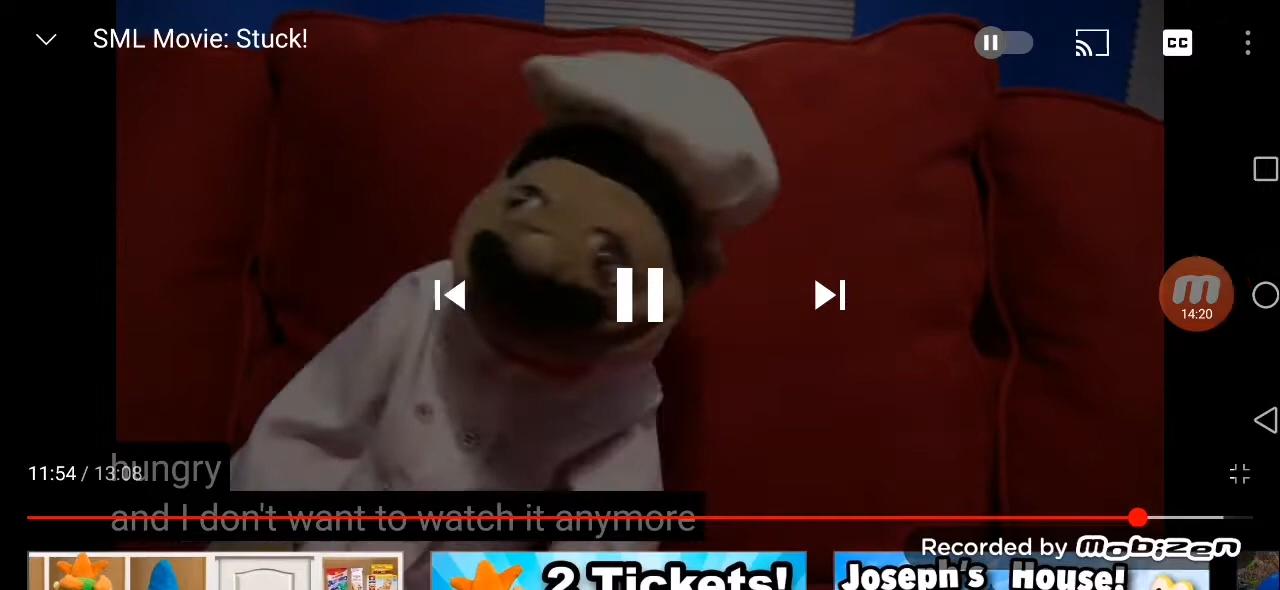 SML Movie: Stuck!
CC
m
14:20
hungry
11:54 / 13:08
and I don't want to watch it anymore
Recorded by mobizen
2 Tickets!
Joseph's House!